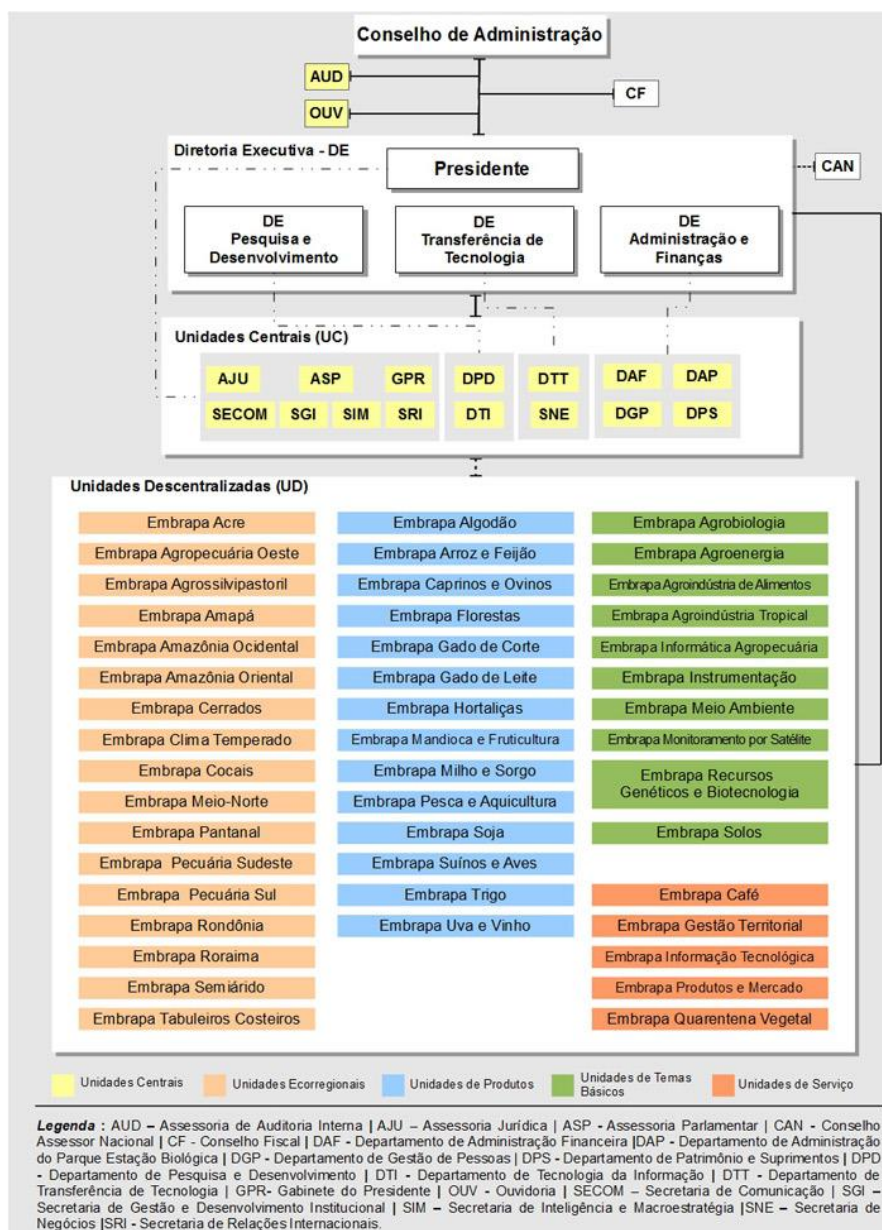 Conselho de Administração
AUD
CF
OUV
Diretoria Executiva - DE
Presidente
CAN
DE
Pesquisa e
Desenvolvimento
DE
Transferência de
Tecnologia
DE
Administração e
Finanças
Unidades Centrais (UC)
AJU
ASP
GPR
DPD
DTT
DAF
DAP
SECOM
SGI
SIM
SRI
DTI
SNE
DGP
DPS
Unidades Descentralizadas (UD)
Embrapa Acre
Embrapa Agropecuária Oeste
Embrapa Agrossilvipastoril
Embrapa Amapá
Embrapa Amazônia Ocidental
Embrapa Amazônia Oriental
Embrapa Cerrados
Embrapa Clima Temperado
Embrapa Cocais
Embrapa Meio-Norte
Embrapa Pantanal
Embrapa Pecuária Sudeste
Embrapa Pecuária Sul
Embrapa Rondônia
Embrapa Roraima
Embrapa Semiárido
Embrapa Tabuleiros Costeiros
Embrapa Algodão
Embrapa Arroz e Feijão
Embrapa Caprinos e Ovinos
Embrapa Florestas
Embrapa Gado de Corte
Embrapa Gado de Leite
Embrapa Hortaliças
Embrapa Mandioca e Fruticultura
Embrapa Milho e Sorgo
Embrapa Pesca e Aquicultura
Embrapa Soja
Embrapa Suínos e Aves
Embrapa Trigo
Embrapa Uva e Vinho
Embrapa Agrobiologia
Embrapa Agroenergia
Embrapa Agroindústria de Alimentos
Embrapa Agroindústria Tropical
Embrapa Informática Agropecuária
Embrapa Instrumentação
Embrapa Meio Ambiente
Embrapa Monitoramento por Satélite
Embrapa Recursos
Genéticos e Biotecnologia
Embrapa Solos
Embrapa Café
Embrapa Gestão Territorial
Embrapa Informação Tecnológica
Embrapa Produtos e Mercado
Embrapa Quarentena Vegetal
Unidades Centrais
Unidades Ecorregionais
Unidades de Produtos
Unidades de Temas
Básicos
Unidades de Serviço
Legenda : AUD – Assessoria de Auditoria Interna | AJU – Assessoria Jurídica | ASP - Assessoria Parlamentar | CAN - Conselho
Assessor Nacional | CF - Conselho Fiscal | DAF - Departamento de Administração Financeira |DAP - Departamento de Administração
do Parque Estação Biológica | DGP - Departamento de Gestão de Pessoas | DPS - Departamento de Patrimônio e Suprimentos | DPD
- Departamento de Pesquisa e Desenvolvimento | DTI - Departamento de Tecnologia da Informação | DTT - Departamento de
Transferência de Tecnologia | GPR- Gabinete do Presidente | OUV - Ouvidoria | SECOM – Secretaria de Comunicação | SGI –
Secretaria de Gestão e Desenvolvimento Institucional | SIM – Secretaria de Inteligência e Macroestratégia |SNE – Secretaria de
Negócios |SRI - Secretaria de Relações Internacionais.